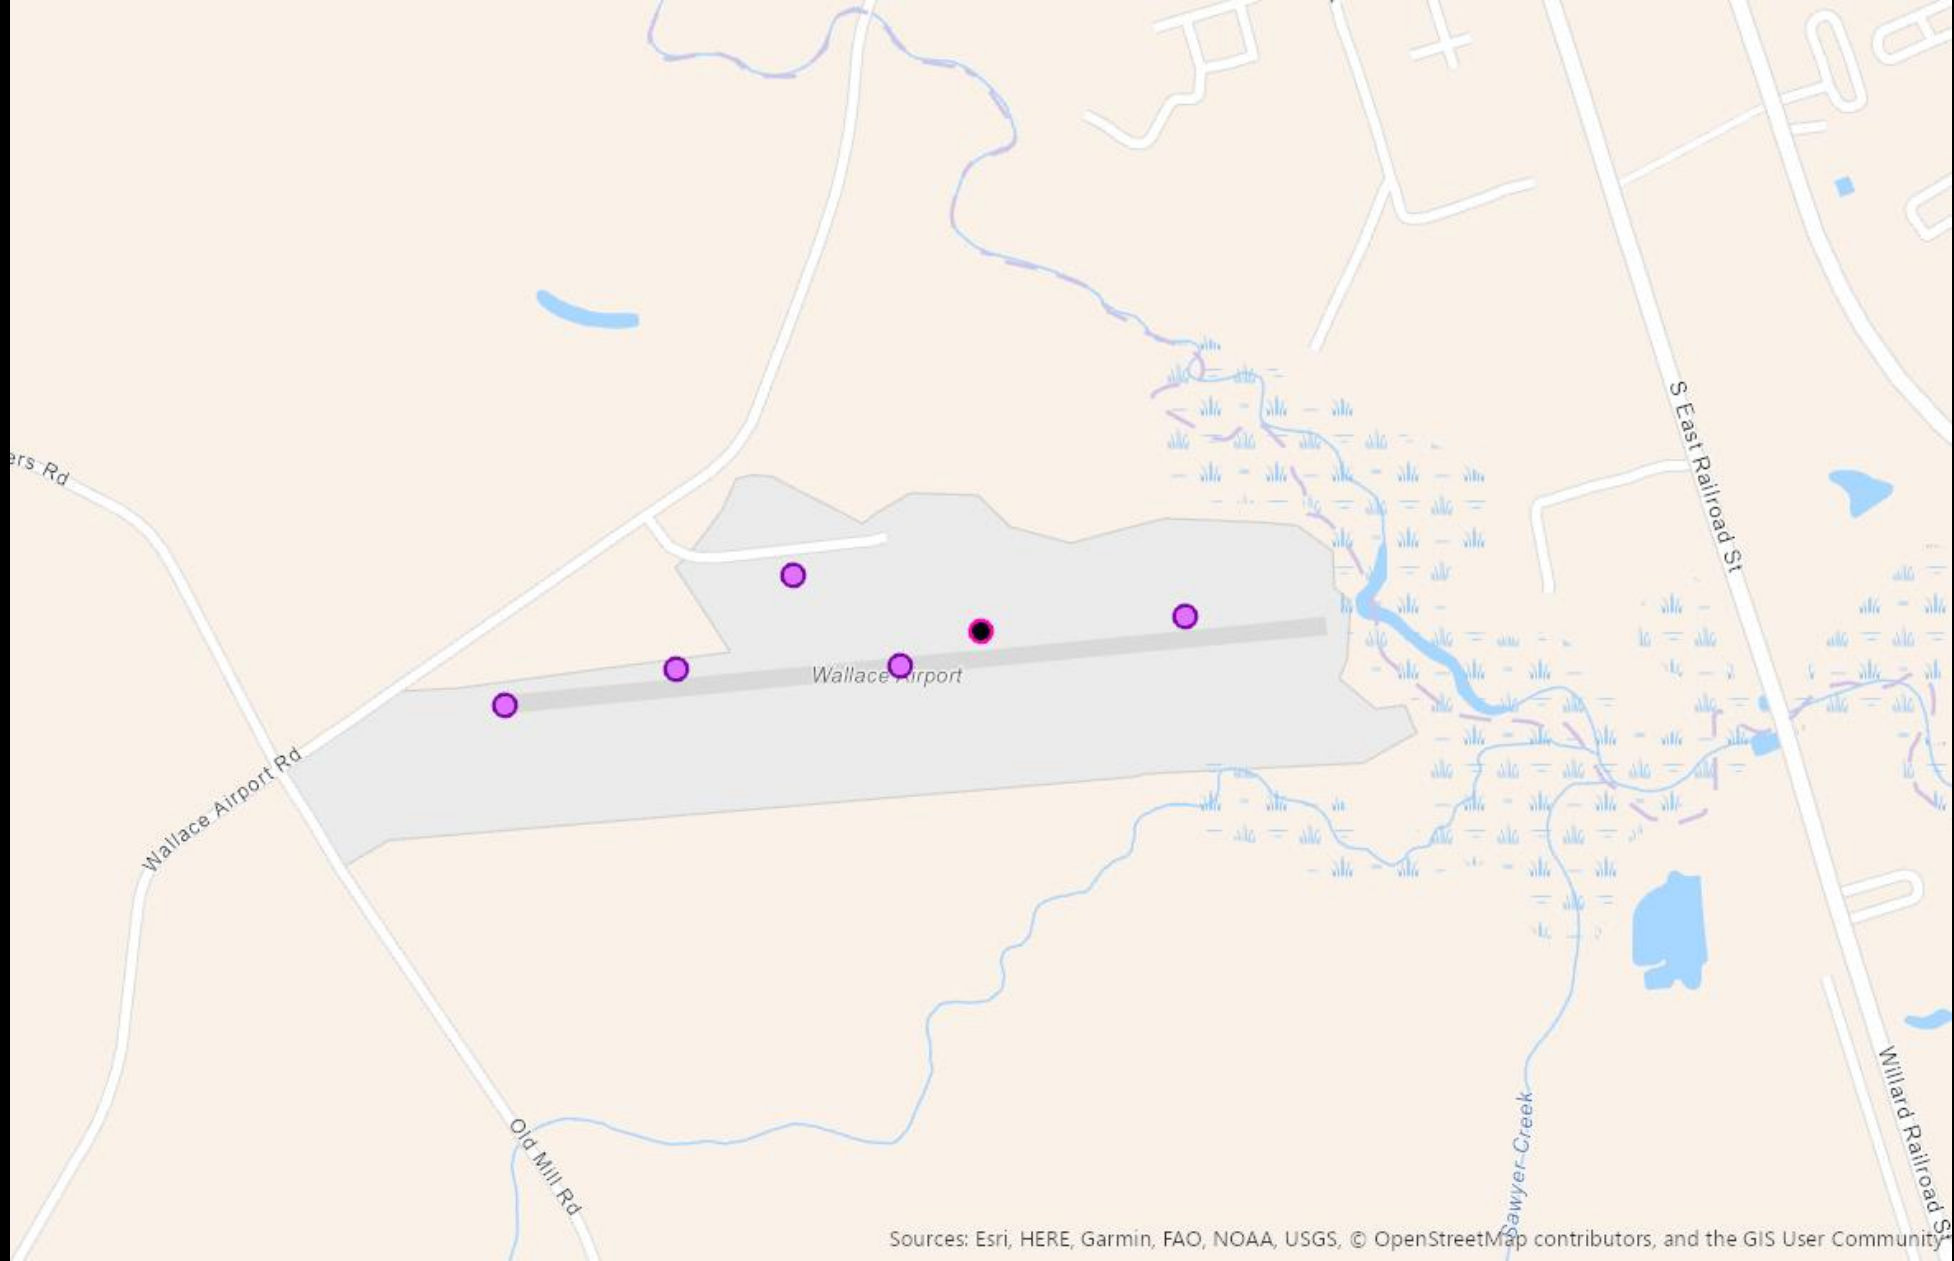 ers Rd
S East Railroad St
Wallace Airport
Wallace Airport Rd
Old Mill Rd
Sawyer Creek
Willard Railroad S
Sources: Esri, HERE, Garmin, FAO, NOAA, USGS, © OpenStreetMap contributors, and the GIS User Community